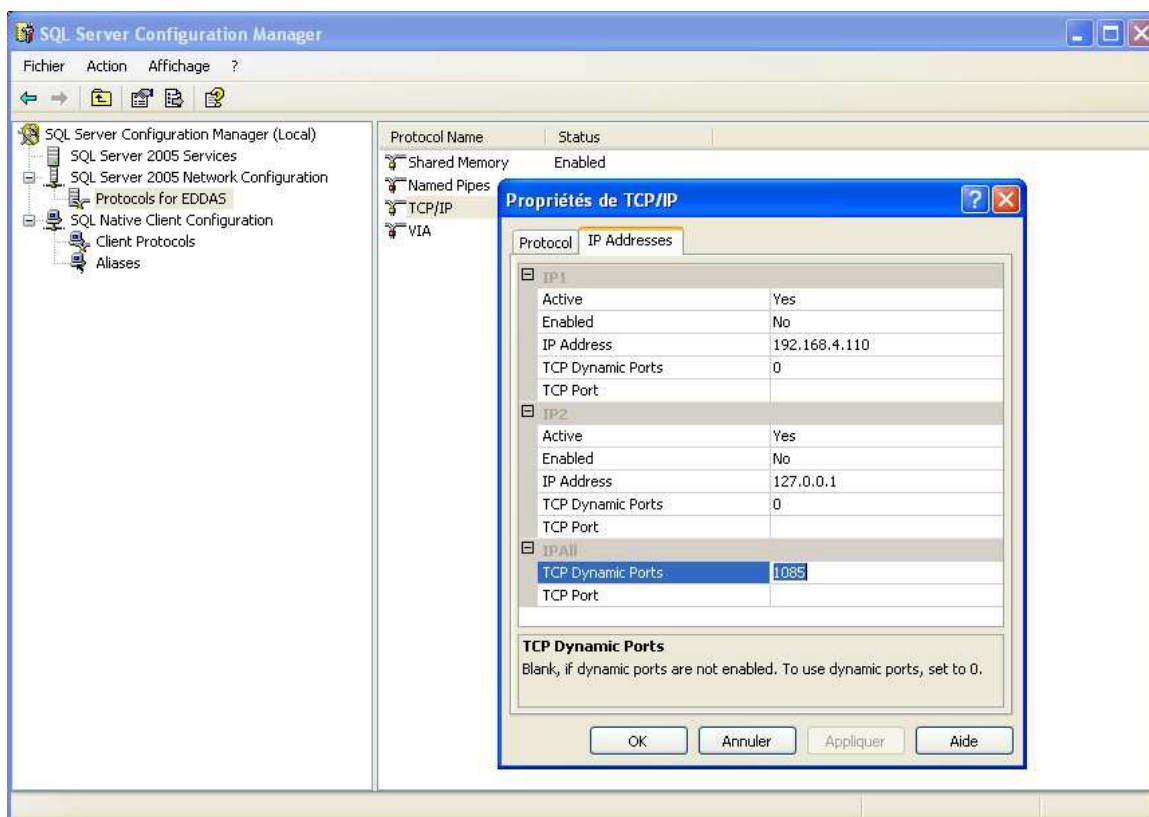 SQL Server Configuration Manager
Fichier Action Affichage ?
SQL Server Configuration Manager (Local)
SQL Server 2005 Services
SQL Server 2005 Network Configuration
Protocols for EDDAS
SQL Native Client Configuration
Client Protocols
Aliases
Protocol Name Status
Shared Memory Enabled
Named Pipes
TCP/IP
VIA
Propriétés de TCP/IP
Protocol IP Addresses
IP1
Active Yes
Enabled No
IP Address 192.168.4.110
TCP Dynamic Ports 0
TCP Port
IP2
Active Yes
Enabled No
IP Address 127.0.0.1
TCP Dynamic Ports 0
TCP Port
IPAll
TCP Dynamic Ports 1085
TCP Port
TCP Dynamic Ports
Blank, if dynamic ports are not enabled. To use dynamic ports, set to 0.
OK Annuler Appliquer Aide